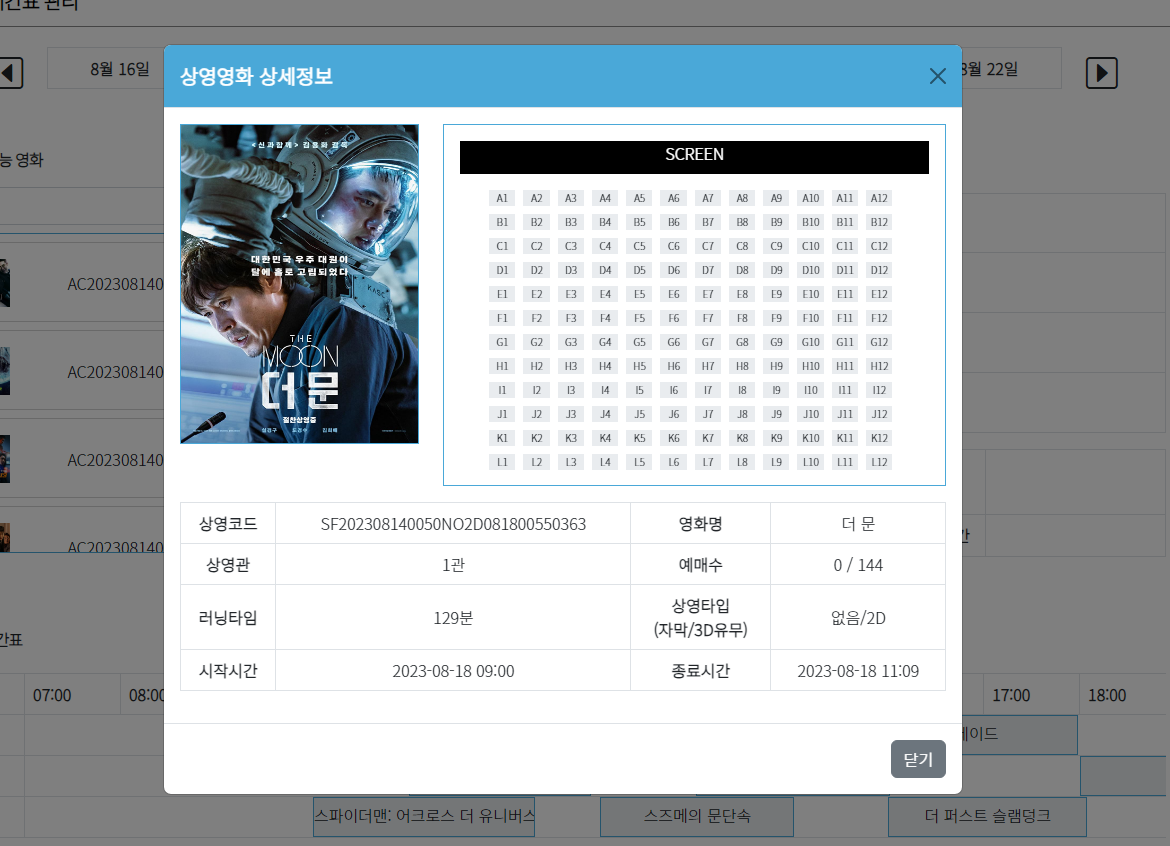 시간표 관리
8월 16일
8월 22일
능 영화
AC202308140
AC202308140
AC202308140
AC202308140
간
간표
07:00
08:00
17:00
18:00
레이드
스파이더맨: 어크로스 더 유니버스
스즈메의 문단속
더 퍼스트 슬램덩크
상영영화 상세정보
<신과함께> 김용화 감독
대한민국 우주 대원이
달에 홀로 고립되었다
KASC
THE
MOON
더 문
절찬상영중
설경구 도경수 김희애
SCREEN
A1 A2 A3 A4 A5 A6 A7 A8 A9 A10 A11 A12
B1 B2 B3 B4 B5 B6 B7 B8 B9 B10 B11 B12
C1 C2 C3 C4 C5 C6 C7 C8 C9 C10 C11 C12
D1 D2 D3 D4 D5 D6 D7 D8 D9 D10 D11 D12
E1 E2 E3 E4 E5 E6 E7 E8 E9 E10 E11 E12
F1 F2 F3 F4 F5 F6 F7 F8 F9 F10 F11 F12
G1 G2 G3 G4 G5 G6 G7 G8 G9 G10 G11 G12
H1 H2 H3 H4 H5 H6 H7 H8 H9 H10 H11 H12
I1 I2 I3 I4 I5 I6 I7 I8 I9 I10 I11 I12
J1 J2 J3 J4 J5 J6 J7 J8 J9 J10 J11 J12
K1 K2 K3 K4 K5 K6 K7 K8 K9 K10 K11 K12
L1 L2 L3 L4 L5 L6 L7 L8 L9 L10 L11 L12
상영코드 SF202308140050NO2D081800550363 영화명 더 문
상영관 1관 예매수 0 / 144
러닝타임 129분 상영타입
(자막/3D유무) 없음/2D
시작시간 2023-08-18 09:00 종료시간 2023-08-18 11:09
닫기